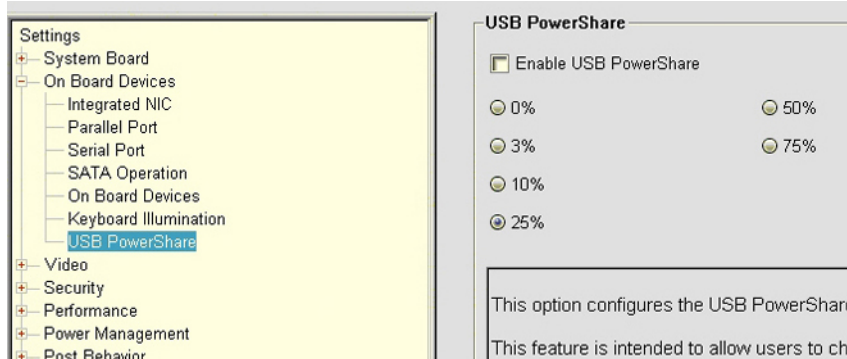 Settings
System Board
On Board Devices
Integrated NIC
Parallel Port
Serial Port
SATA Operation
On Board Devices
Keyboard Illumination
USB PowerShare
Video
Security
Performance
Power Management
Post Behavior
USB PowerShare
Enable USB PowerShare
0%
50%
3%
75%
10%
25%
This option configures the USB PowerShare
This feature is intended to allow users to ch